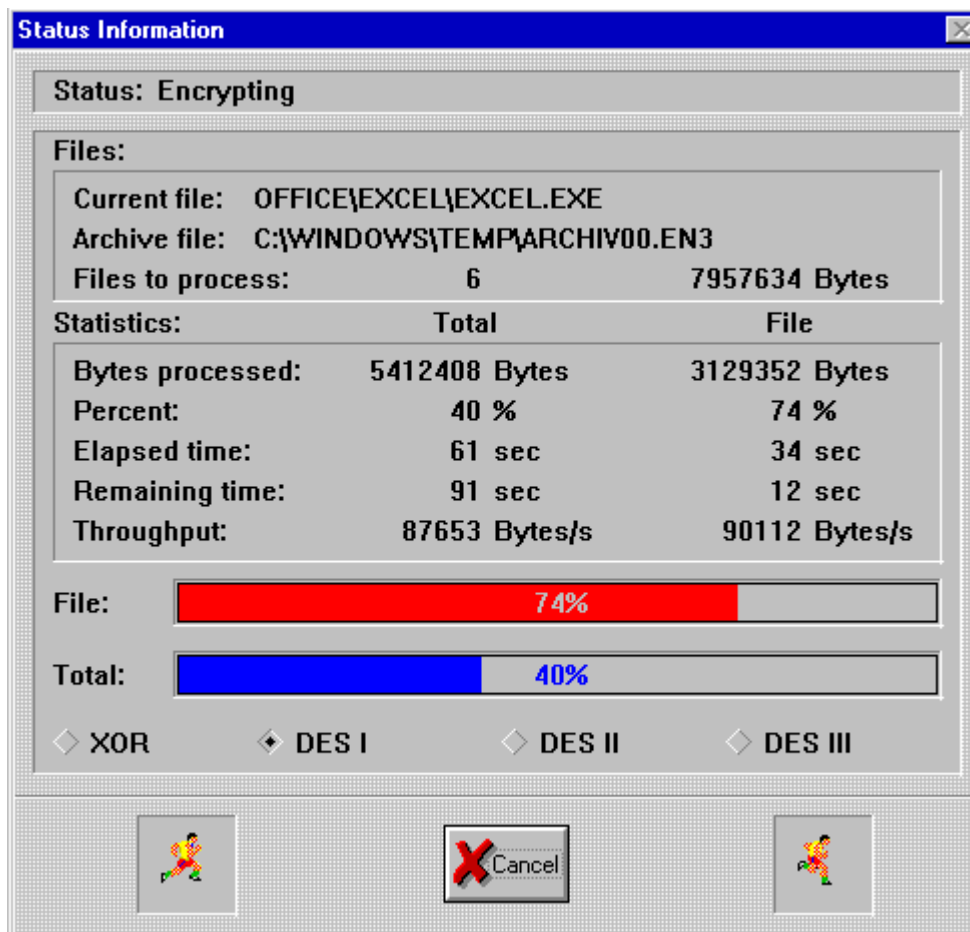 Status Information
Status: Encrypting
Files:
Current file: OFFICE\EXCEL\EXCEL.EXE
Archive file: C:\WINDOWS\TEMP\ARCHIV00.EN3
Files to process: 6 7957634 Bytes
Statistics: Total File
Bytes processed: 5412408 Bytes 3129352 Bytes
Percent: 40 % 74 %
Elapsed time: 61 sec 34 sec
Remaining time: 91 sec 12 sec
Throughput: 87653 Bytes/s 90112 Bytes/s
File: 74%
Total: 40%
XOR DES I DES II DES III
Cancel